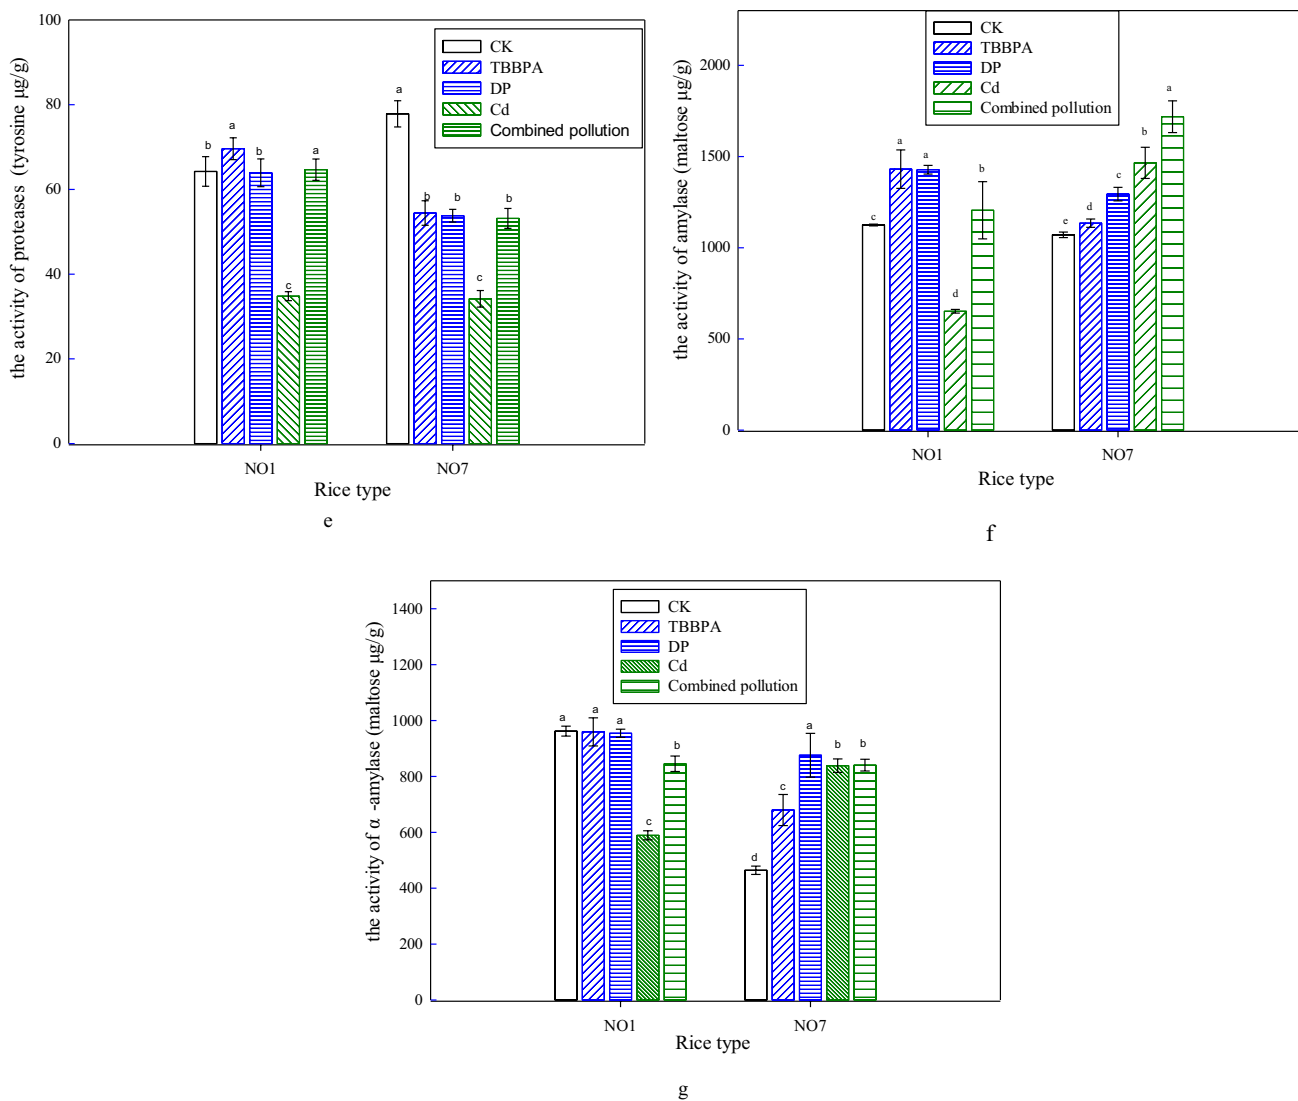 the activity of proteases (tyrosine μg/g)
100
80
60
40
20
0
CK
TBBPA
DP
Cd
Combined pollution
b
a
b
c
a
a
b
b
c
b
NO1
NO7
Rice type
e
the activity of amylase (maltose μg/g)
2000
1500
1000
500
0
CK
TBBPA
DP
Cd
Combined pollution
c
a
a
d
b
e
d
c
b
a
NO1
NO7
Rice type
f
the activity of α -amylase (maltose μg/g)
1400
1200
1000
800
600
400
200
0
CK
TBBPA
DP
Cd
Combined pollution
a
a
a
c
b
d
c
a
b
b
NO1
NO7
Rice type
g